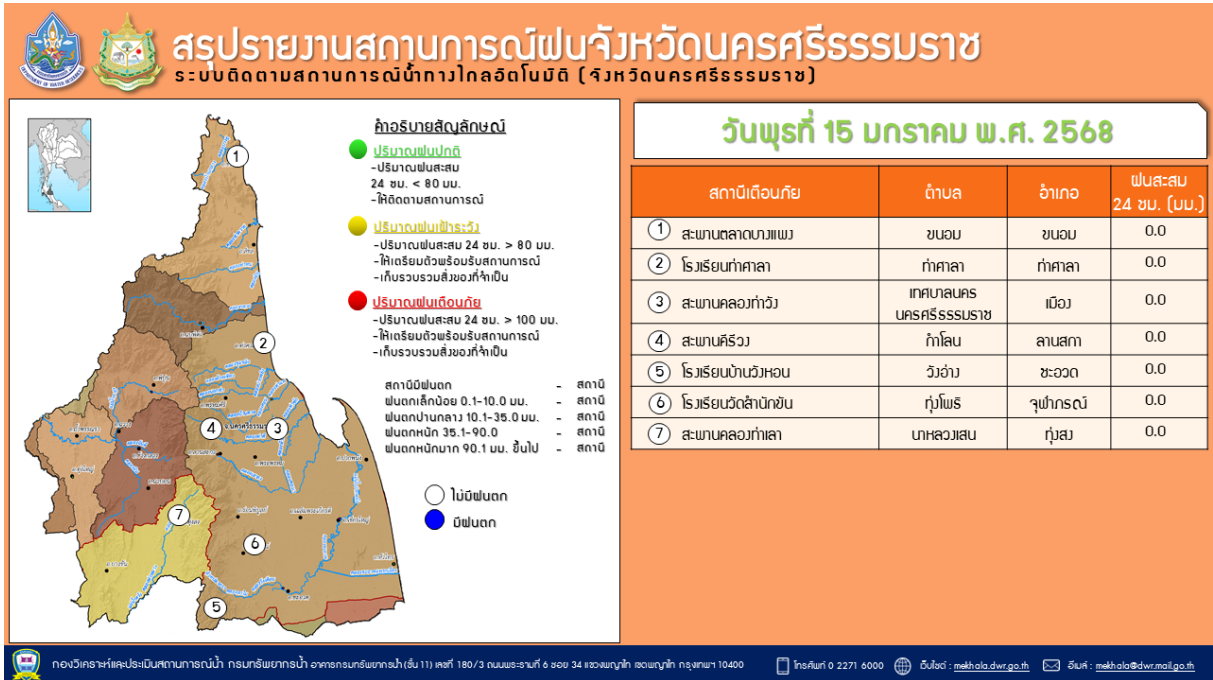 สรุปรายงานสถานการณ์ฝนจังหวัดนครศรีธรรมราช
ระบบติดตามสถานการณ์น้ำทางไกลอัตโนมัติ (จังหวัดนครศรีธรรมราช)
คำอธิบายสัญลักษณ์
ปริมาณฝนปกติ
-ปริมาณฝนสะสม
24 ชม. < 80 มม.
-ให้ติดตามสถานการณ์
ปริมาณฝนเฝ้าระวัง
-ปริมาณฝนสะสม 24 ชม. > 80 มม.
-ให้เตรียมตัวพร้อมรับสถานการณ์
-เก็บรวบรวมสิ่งของที่จำเป็น
ปริมาณฝนเตือนภัย
-ปริมาณฝนสะสม 24 ชม. > 100 มม.
-ให้เตรียมตัวพร้อมรับสถานการณ์
-เก็บรวบรวมสิ่งของที่จำเป็น
สถานีมีฝนตก - สถานี
ฝนตกเล็กน้อย 0.1-10.0 มม. - สถานี
ฝนตกปานกลาง 10.1-35.0 มม. - สถานี
ฝนตกหนัก 35.1-90.0 - สถานี
ฝนตกหนักมาก 90.1 มม. ขึ้นไป - สถานี
ไม่มีฝนตก
มีฝนตก
1
2
4
3
7
6
5
วันพุธที่ 15 มกราคม พ.ศ. 2568
สถานีเตือนภัย ตำบล อำเภอ ฝนสะสม
24 ชม. (มม.)
1 สะพานตลาดบางแพง ขนอม ขนอม 0.0
2 โรงเรียนท่าศาลา ท่าศาลา ท่าศาลา 0.0
3 สะพานคลองท่าวัง เทศบาลนคร
นครศรีธรรมราช เมือง 0.0
4 สะพานคีรีวง กำโลน ลานสกา 0.0
5 โรงเรียนบ้านวังหอน วังอ่าง ชะอวด 0.0
6 โรงเรียนวัดสำนักขัน ทุ่งโพธิ จุฬาภรณ์ 0.0
7 สะพานคลองท่าเลา นาหลวงเสน ทุ่งสง 0.0
กองวิเคราะห์และประเมินสถานการณ์น้ำ กรมทรัพยากรน้ำ อาคารกรมทรัพยากรน้ำ (ชั้น 11) เลขที่ 180/3 ถนนพระรามที่ 6 ซอย 34 แขวงพญาไท เขตพญาไท กรุงเทพฯ 10400 โทรศัพท์ 0 2271 6000 เว็บไซต์ : mekhala.dwr.go.th อีเมล์ : mekhala@dwr.mail.go.th